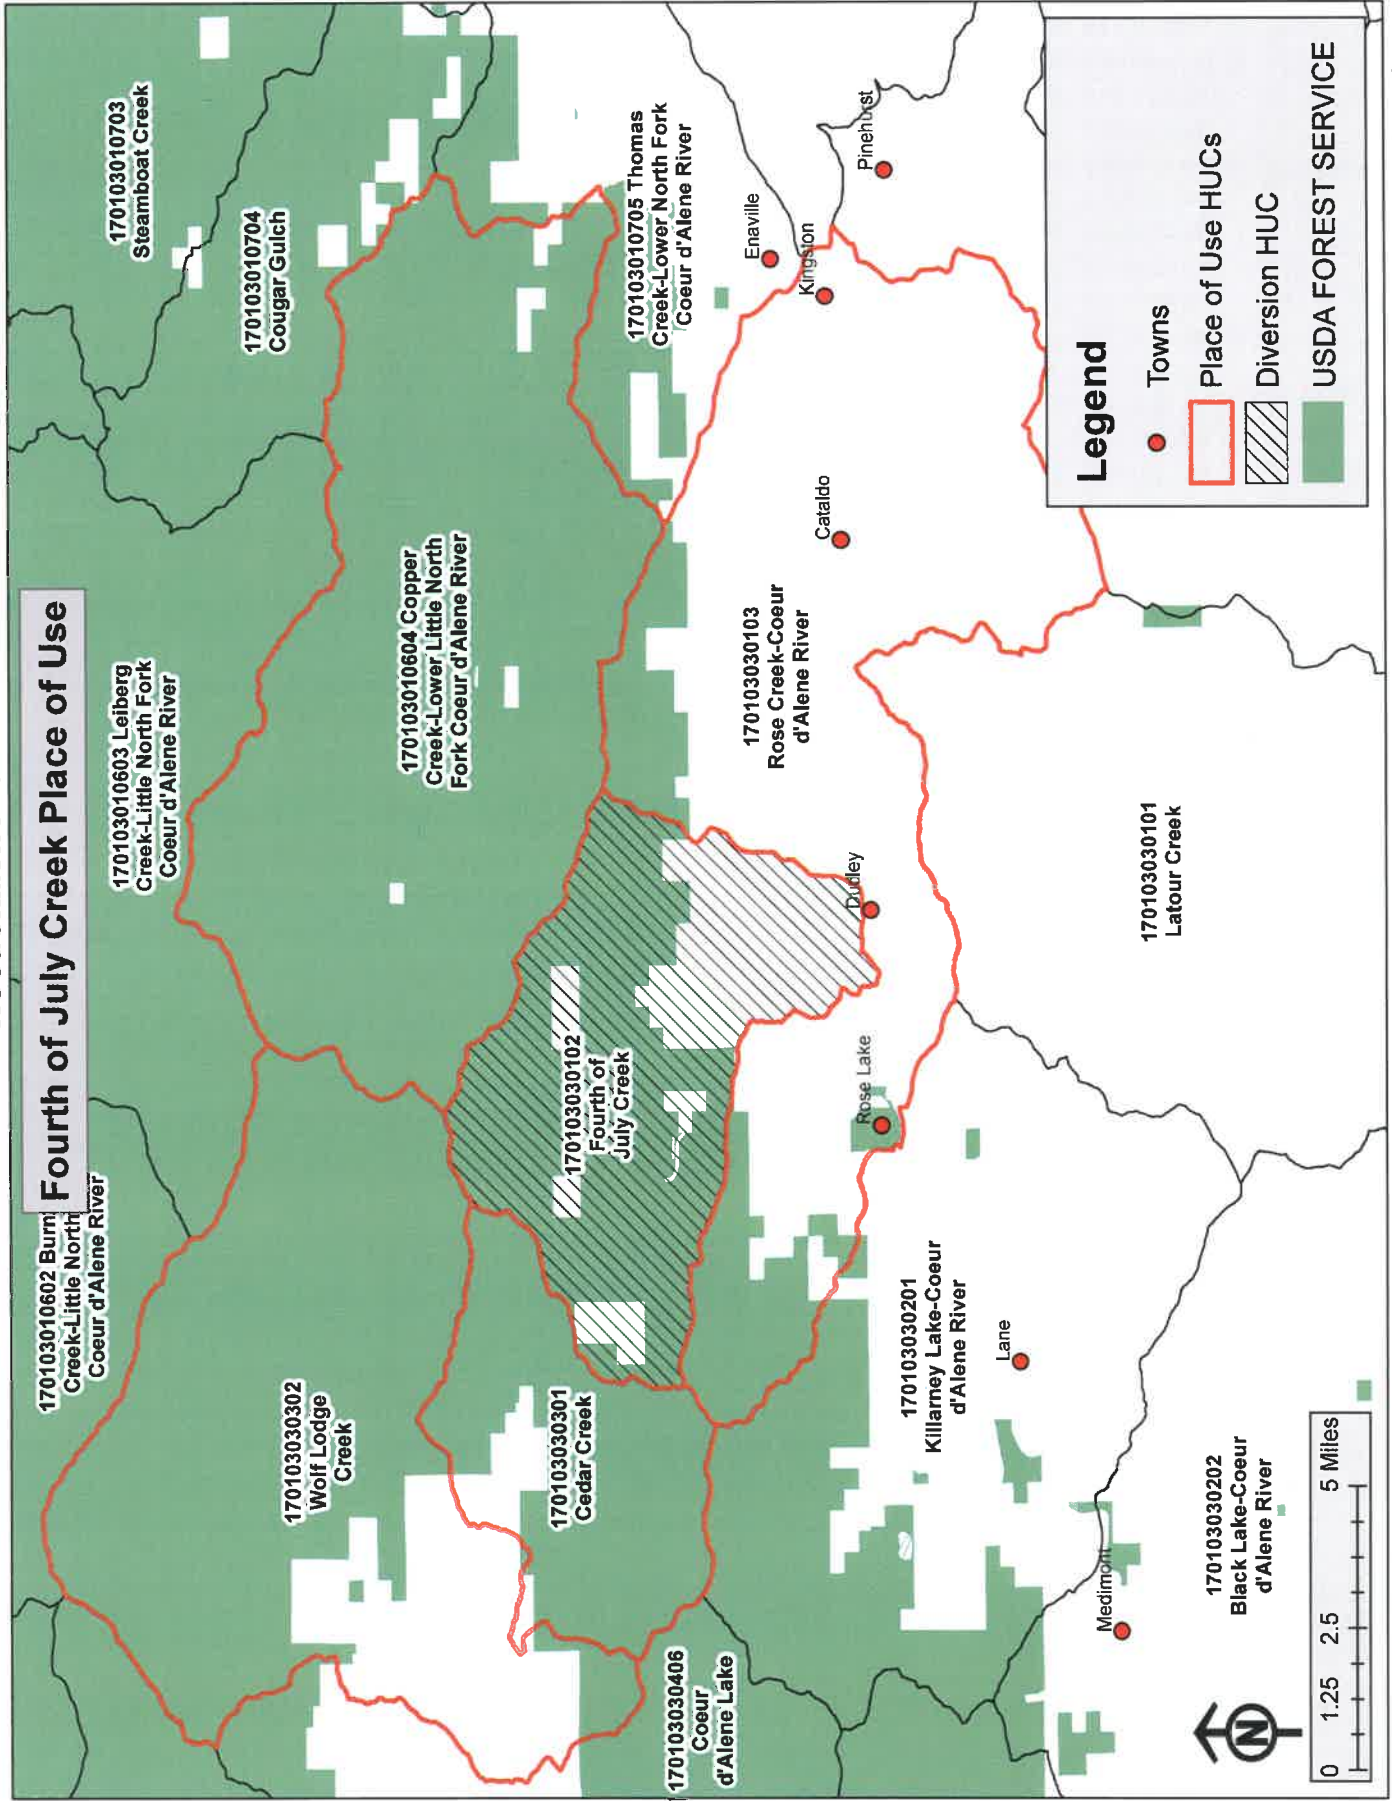 Fourth of July Creek Place of Use
170103010602 Burn
Creek-Little North
Coeur d'Alene River
170103010603 Leiberg
Creek-Little North Fork
Coeur d'Alene River
170103010703
Steamboat Creek
170103010704
Cougar Gulch
170103030302
Wolf Lodge
Creek
170103010604 Copper
Creek-Lower Little North
Fork Coeur d'Alene River
170103010705 Thomas
Creek-Lower North Fork
Coeur d'Alene River
170103030301
Cedar Creek
170103030102
Fourth of
July Creek
170103030406
Coeur
d'Alene Lake
170103030103
Rose Creek-Coeur
d'Alene River
Enaville
Kingston
Pinehurst
Cataldo
Dudley
Rose Lake
170103030201
Killarney Lake-Coeur
d'Alene River
Lane
Medimont
170103030101
Latour Creek
170103030202
Black Lake-Coeur
d'Alene River
Legend
Towns
Place of Use HUCs
Diversion HUC
USDA FOREST SERVICE
N
0 1.25 2.5 5 Miles